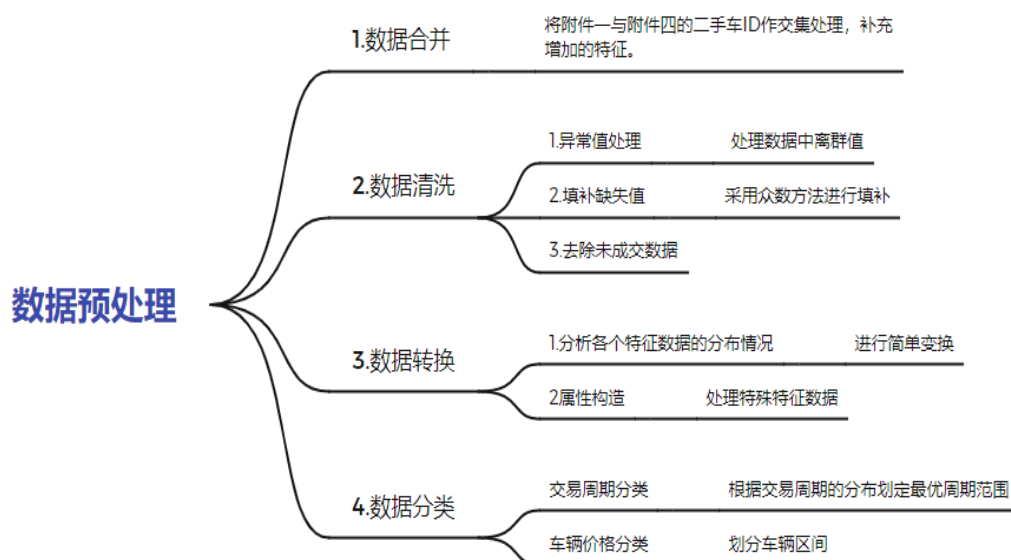 数据预处理
1.数据合并
将附件一与附件四的二手车ID作交集处理，补充
增加的特征。
2.数据清洗
1.异常值处理
处理数据中离群值
2.填补缺失值
采用众数方法进行填补
3.去除未成交数据
3.数据转换
1.分析各个特征数据的分布情况
进行简单变换
2属性构造
处理特殊特征数据
4.数据分类
交易周期分类
根据交易周期的分布划定最优周期范围
车辆价格分类
划分车辆区间